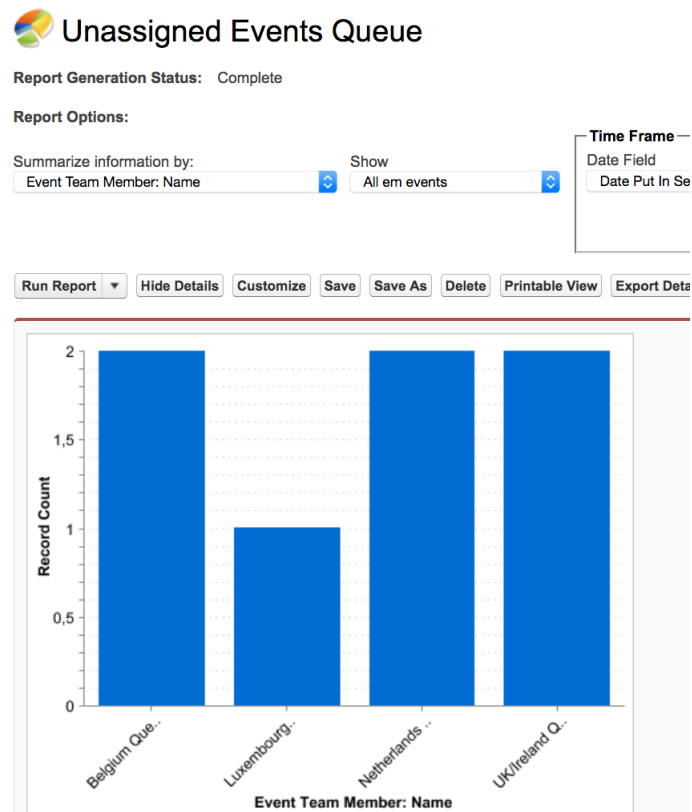 Unassigned Events Queue
Report Generation Status: Complete
Report Options:
Time Frame
Summarize information by:
Show
Date Field
Event Team Member: Name
All em events
Date Put In Se
Run Report
Hide Details
Customize
Save
Save As
Delete
Printable View
Export Deta
2
1,5
1
0,5
0
Record Count
Belgium Que..
Luxembourg..
Netherlands ..
UK/Ireland Q..
Event Team Member: Name